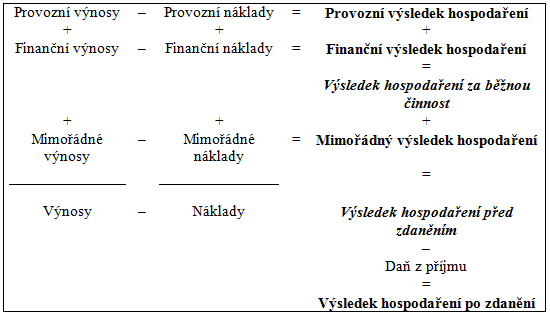 Provozní výnosy – Provozní náklady = Provozní výsledek hospodaření
+ + +
Finanční výnosy – Finanční náklady = Finanční výsledek hospodaření
=
Výsledek hospodaření za běžnou
činnost
+ + +
Mimořádné – Mimořádné = Mimořádný výsledek hospodaření
výnosy náklady
=
Výnosy – Náklady Výsledek hospodaření před
zdaněním
–
Daň z příjmu
=
Výsledek hospodaření po zdanění